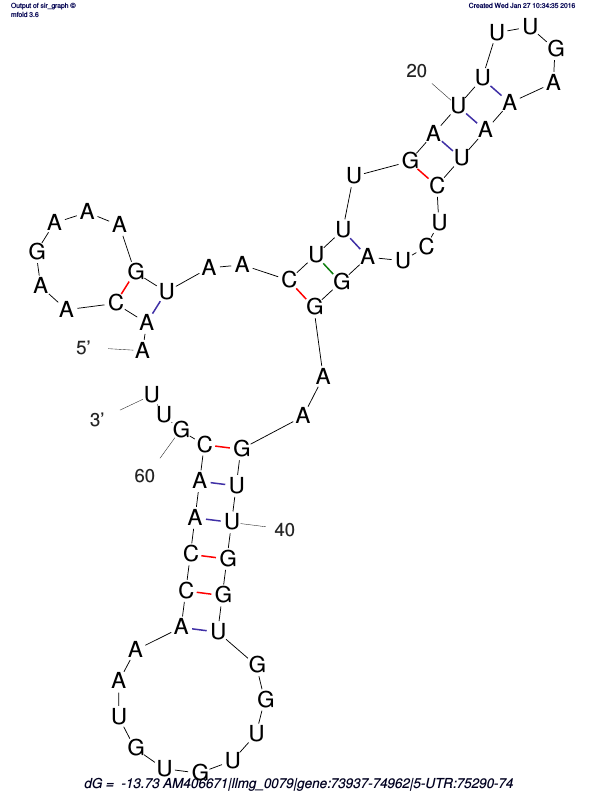 Output of sir_graph ©
mfold 3.6
Created Wed Jan 27 10:34:35 2016
5'
A A C A A G A A A G U A A C U U U G A U
20
U U U G A A A U C U C U A G G A A G U U
40
G G U G G U U G U G U A A A C C A A C G
60
U U
3'
dG = -13.73 AM406671|llmg_0079|gene:73937-74962|5-UTR:75290-74